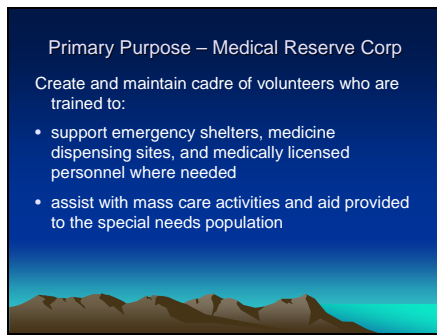 Primary Purpose – Medical Reserve Corp
Create and maintain cadre of volunteers who are
trained to:
• support emergency shelters, medicine
dispensing sites, and medically licensed
personnel where needed
• assist with mass care activities and aid provided
to the special needs population